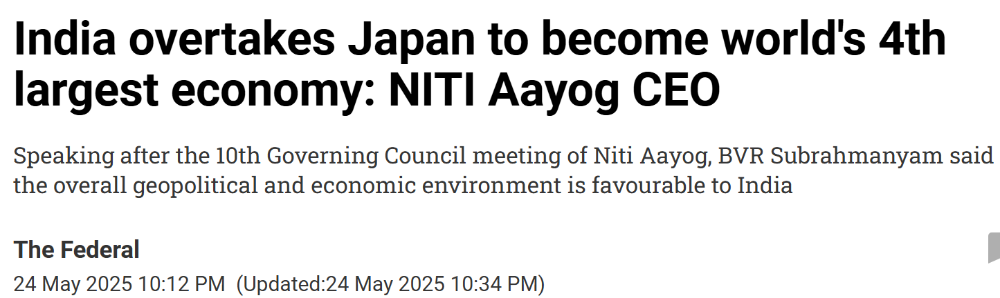 India overtakes Japan to become world's 4th
largest economy: NITI Aayog CEO
Speaking after the 10th Governing Council meeting of Niti Aayog, BVR Subrahmanyam said
the overall geopolitical and economic environment is favourable to India
The Federal
24 May 2025 10:12 PM (Updated:24 May 2025 10:34 PM)